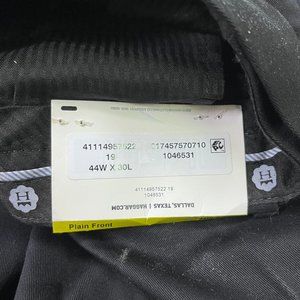 41114957522 017457570710
19 1046531
44W X 30L
H
H
41114957522 19
1046531
DALLAS, TEXAS | HAGGAR.COM
Plain Front